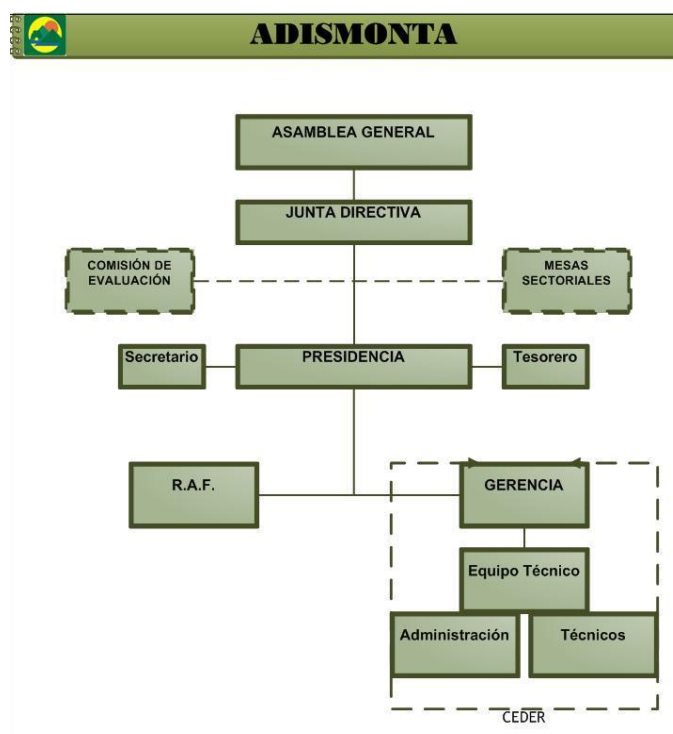 ADISMONTA
ASAMBLEA GENERAL
JUNTA DIRECTIVA
COMISIÓN DE
EVALUACIÓN
MESAS
SECTORIALES
Secretario
PRESIDENCIA
Tesorero
R.A.F.
GERENCIA
Equipo Técnico
Administración
Técnicos
CEDER